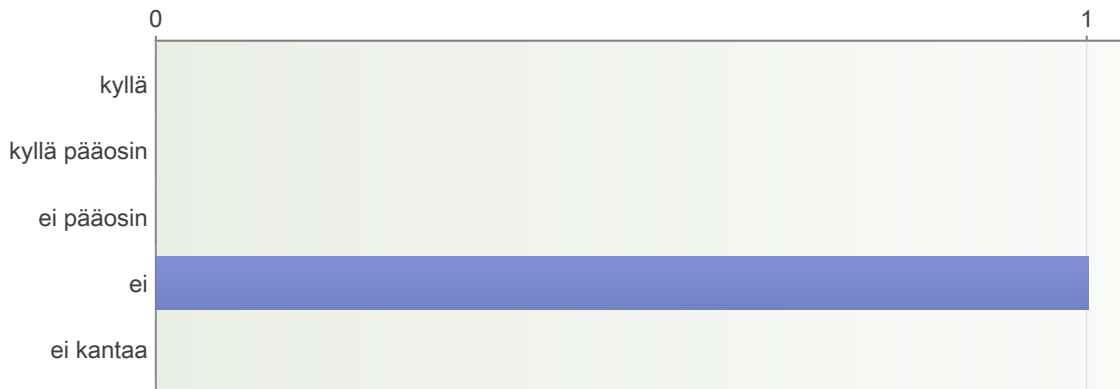 0 1
kyllä
kyllä pääosin
ei pääosin
ei
ei kantaa